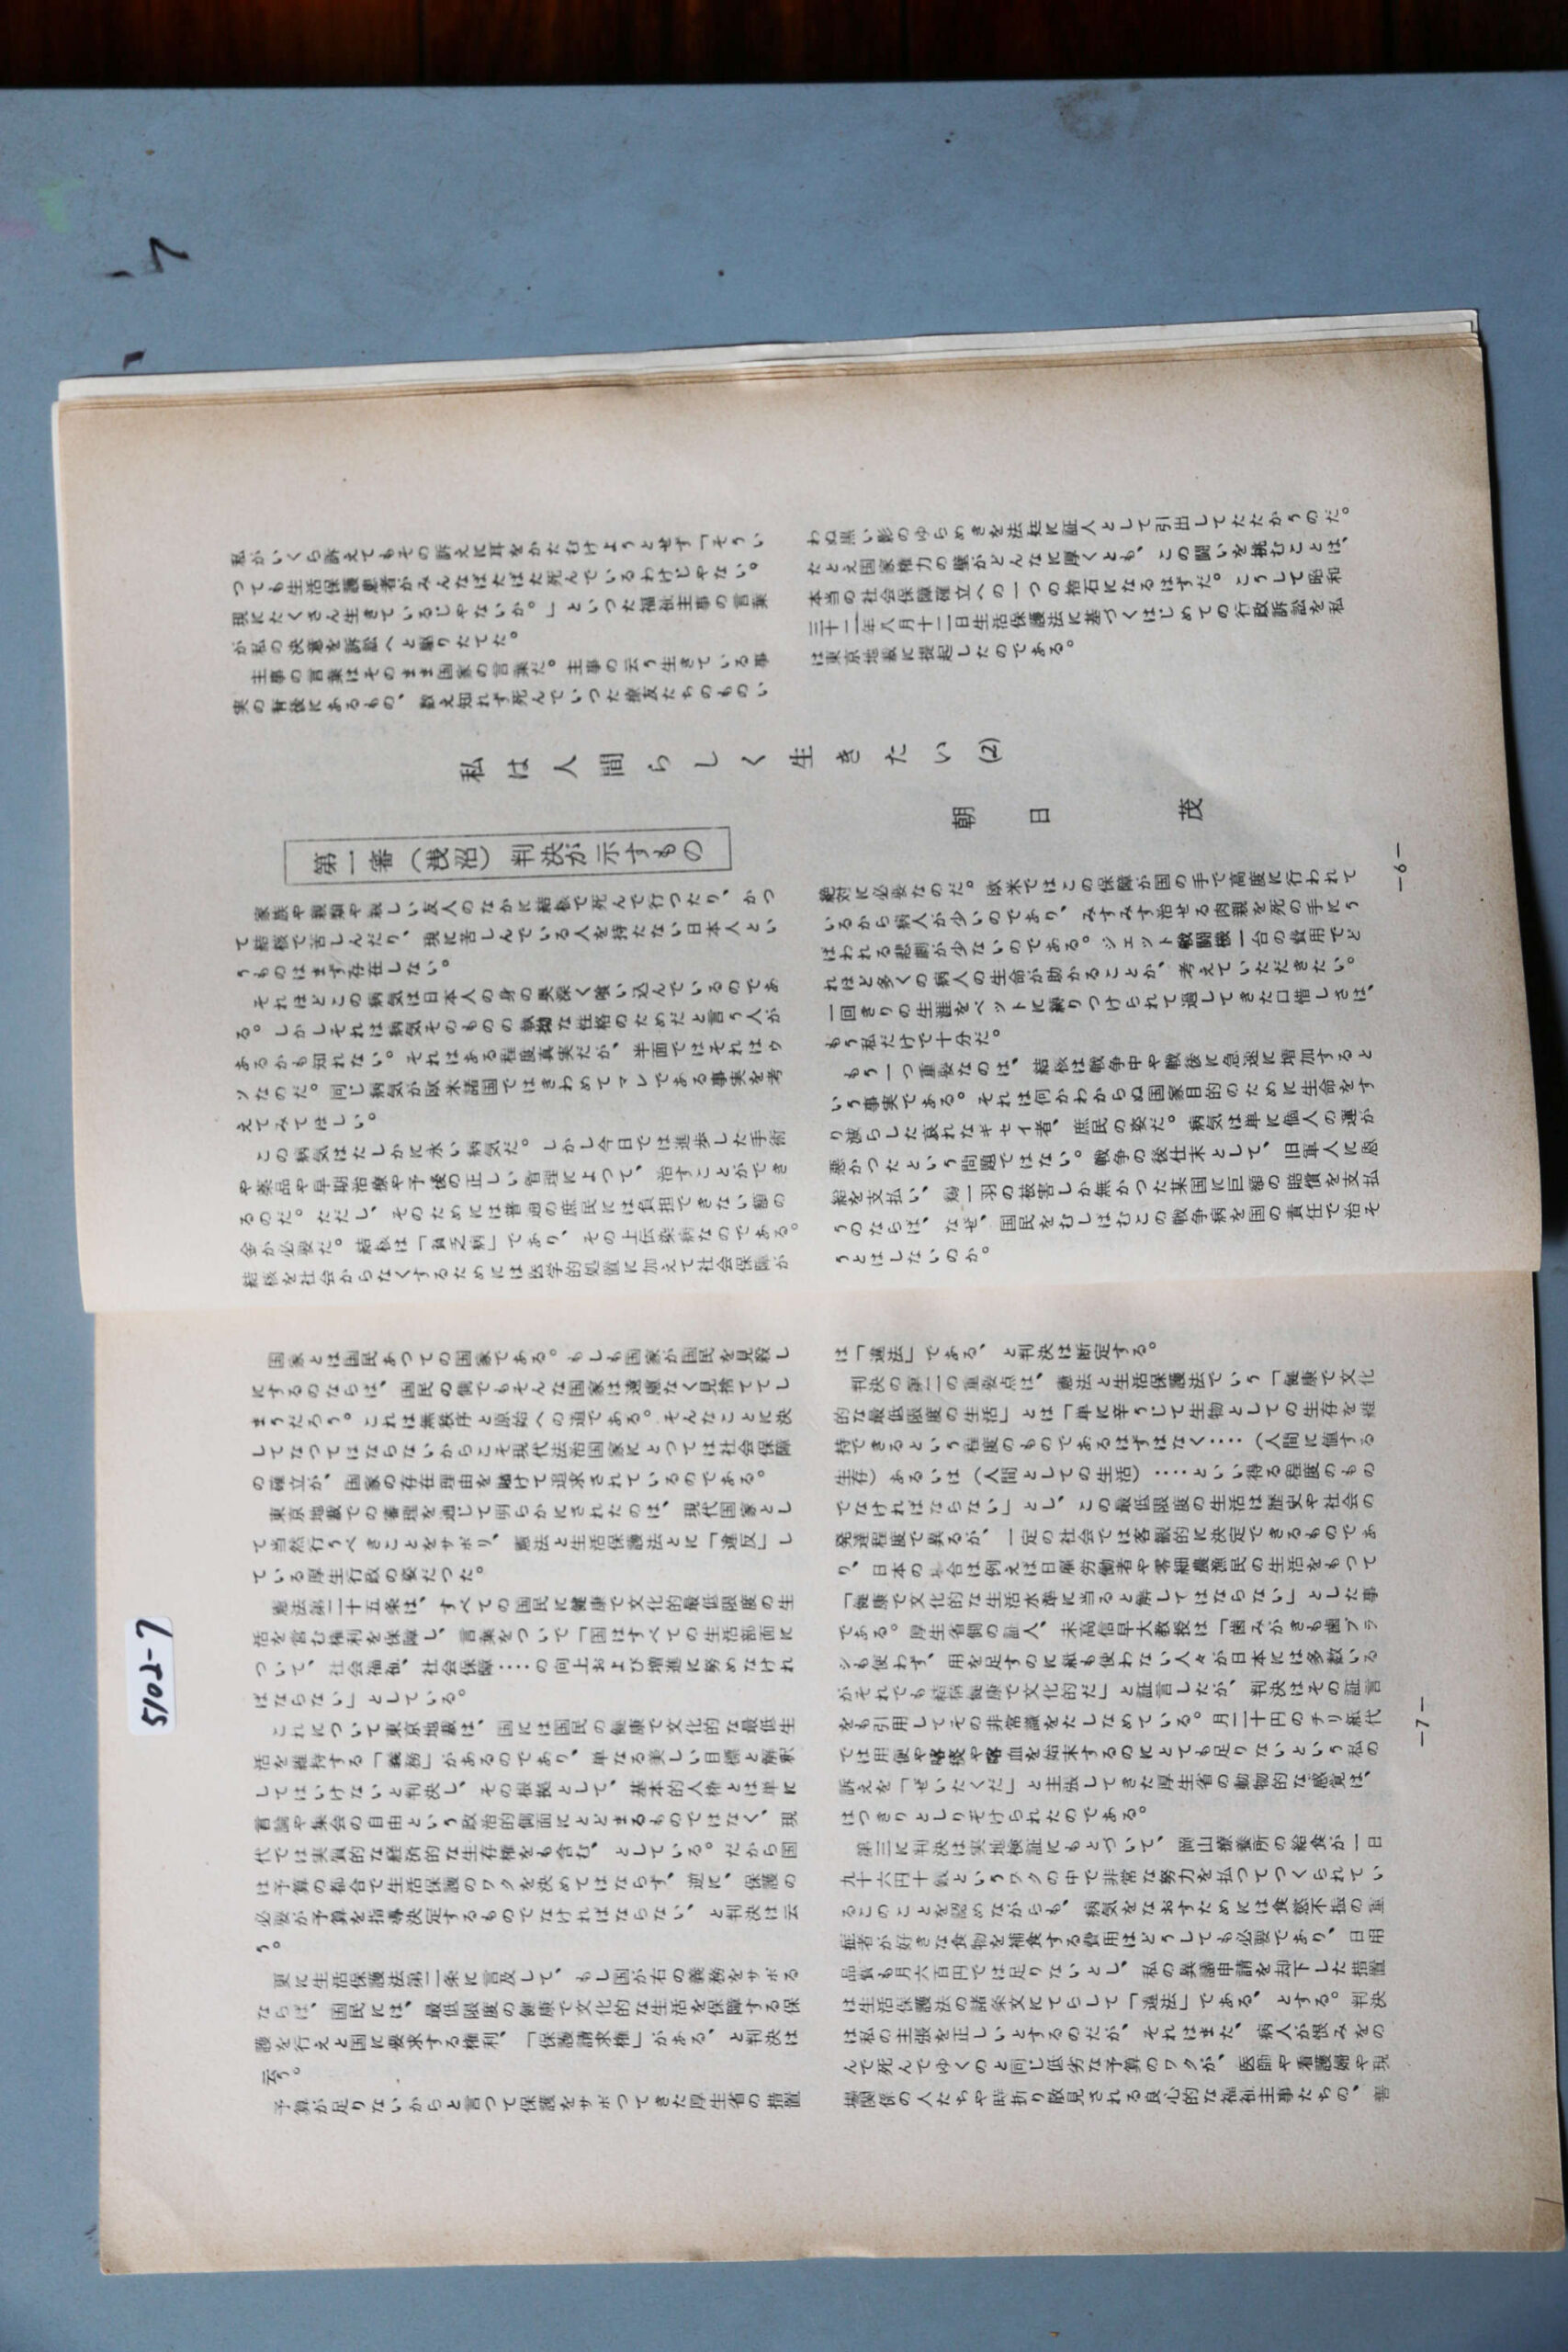 私がいくら訴えてもその訴えに耳をかたむけようとせず「そうい
つても生活保護患者がみんなばたばた死んでいるわけじやない。
現にたくさん生きているじやないか。」といつた福祉主事の言葉
が私の決意を訴訟へと駆りたてた。
主事の言葉はそのまま国家の言葉だ。主事の云う生きている事
実の背後にあるもの、数え知れず死んでいつた療友たちのものい
わぬ黒い影のゆらめきを法廷に証人として引出してたたかうのだ。
たとえ国家権力の壁がどんなに厚くとも、この闘いを挑むことは、
本当の社会保障確立への一つの捨石になるはずだ。こうして昭和
三十二年八月十二日生活保護法に基づくはじめての行政訴訟を私
は東京地裁に提起したのである。
私は人間らしく生きたい(2)
朝日 茂
第一審(浅沼)判決が示すもの
家族や親類や親しい友人のなかに結核で死んで行つたり、かつ
て結核で苦しんだり、現に苦しんでいる人を持たない日本人とい
うものはまず存在しない。
それほどこの病気は日本人の身の奥深く喰い込んでいるのであ
る。しかしそれは病気そのものの執拗な性格のためだと言う人が
あるかも知れない。それはある程度真実だが、半面ではそれはウ
ソなのだ。同じ病気が欧米諸国ではきわめてマレである事実を考
えてみてほしい。
この病気はたしかに永い病気だ。しかし今日では進歩した手術
や薬品や早期治療や予後の正しい管理によつて、治すことができ
るのだ。ただし、そのためには普通の庶民には負担できない額の
金が必要だ。結核は「貧乏病」であり、その上伝染病なのである。
結核を社会からなくするためには医学的処置に加えて社会保障が
絶対に必要なのだ。欧米ではこの保障が国の手で高度に行われて
いるから病人が少いのであり、みすみす治せる肉親を死の手にう
ばわれる悲劇が少ないのである。ジェット戦闘機一台の費用でど
れほど多くの病人の生命が助かることか、考えていただきたい。
一回きりの生涯をベットに縛りつけられて過してきた口惜しさは、
もう私だけで十分だ。
もう一つ重要なのは、結核は戦争中や戦後に急速に増加すると
いう事実である。それは何かわからぬ国家目的のために生命をす
り減らした哀れなギセイ者、庶民の姿だ。病気は単に個人の運が
悪かつたという問題ではない。戦争の後仕末として、旧軍人に恩
給を支払い、鶏一羽の被害しか無かつた某国に巨額の賠償を支払
うのならば、なぜ、国民をむしばむこの戦争病を国の責任で治そ
うとはしないのか。
—6—
国家とは国民あつての国家である。もしも国家が国民を見殺し
にするのならば、国民の側でもそんな国家は遠慮なく見捨ててし
まうだろう。これは無秩序と原始への道である。そんなことに決
してなつてはならないからこそ現代法治国家にとつては社会保障
の確立が、国家の存在理由を賭けて追求されているのである。
東京地裁での審理を通じて明らかにされたのは、現代国家とし
て当然行うべきことをサボリ、憲法と生活保護法とに「違反」し
ている厚生行政の姿だつた。
憲法第二十五条は、すべての国民に健康で文化的最低限度の生
活を営む権利を保障し、言葉をついで「国はすべての生活部面に
ついて、社会福祉、社会保障‥‥の向上および増進に努めなけれ
ばならない」としている。
これについて東京地裁は、国には国民の健康で文化的な最低生
活を維持する「義務」があるのであり、単なる美しい目標と解釈
してはいけないと判決し、その根拠として、基本的人権とは単に
言論や集会の自由という政治的側面にとどまるものではなく、現
代では実質的な経済的な生存権をも含む、としている。だから国
は予算の都合で生活保護のワクを決めてはならず、逆に、保護の
必要が予算を指導決定するものでなければならない、と判決は云
う。
更に生活保護法第二条に言及して、もし国が右の義務をサボる
ならば、国民には、最低限度の健康で文化的な生活を保障する保
護を行えと国に要求する権利、「保護請求権」がある、と判決は
云う。
予算が足りないからと言つて保護をサボつてきた厚生省の措置
は「違法」である、と判決は断定する。
判決の第二の重要点は、憲法と生活保護法でいう「健康で文化
的な最低限度の生活」とは「単に辛うじて生物としての生存を維
持できるという程度のものであるはずはなく‥‥(人間に値する
生存)あるいは(人間としての生活)‥‥といい得る程度のもの
でなければならない」とし、この最低限度の生活は歴史や社会の
発達程度で異るが、一定の社会では客観的に決定できるものであ
り、日本の場合は例えば日雇労働者や零細農漁民の生活をもつて
「健康で文化的な生活水準に当ると解してはならない」とした事
である。厚生省側の証人、末高信早大教授は「歯みがきも歯ブラ
シも使わず、用を足すのに紙も使わない人々が日本には多数いる
がそれでも結構健康で文化的だ」と証言したが、判決はその証言
をも引用してその非常識をたしなめている。月二十円のチリ紙代
では用便や喀痰や喀血を始末するのにとても足りないという私の
訴えを「ぜいたくだ」と主張してきた厚生省の動物的な感覚は、
はつきりとしりぞけられたのである。
第三に判決は実地検証にもとづいて、岡山療養所の給食が一日
九十六円十銭というワクの中で非常な努力を払つてつくられてい
るこのことを認めながらも、病気をなおすためには食慾不振の重
症者が好きな食物を補食する費用はどうしても必要であり、日用
品費も月六百円では足りないとし、私の異議申請を却下した措置
は生活保護法の諸条文にてらして「違法」である、とする。判決
は私の主張を正しいとするのだが、それはまた、病人が恨みをの
んで死んでゆくのと同じ低劣な予算のワクが、医師や看護婦や現
場関係の人たちや時折り散見される良心的な福祉主事たちの、善
—7—
5102-7